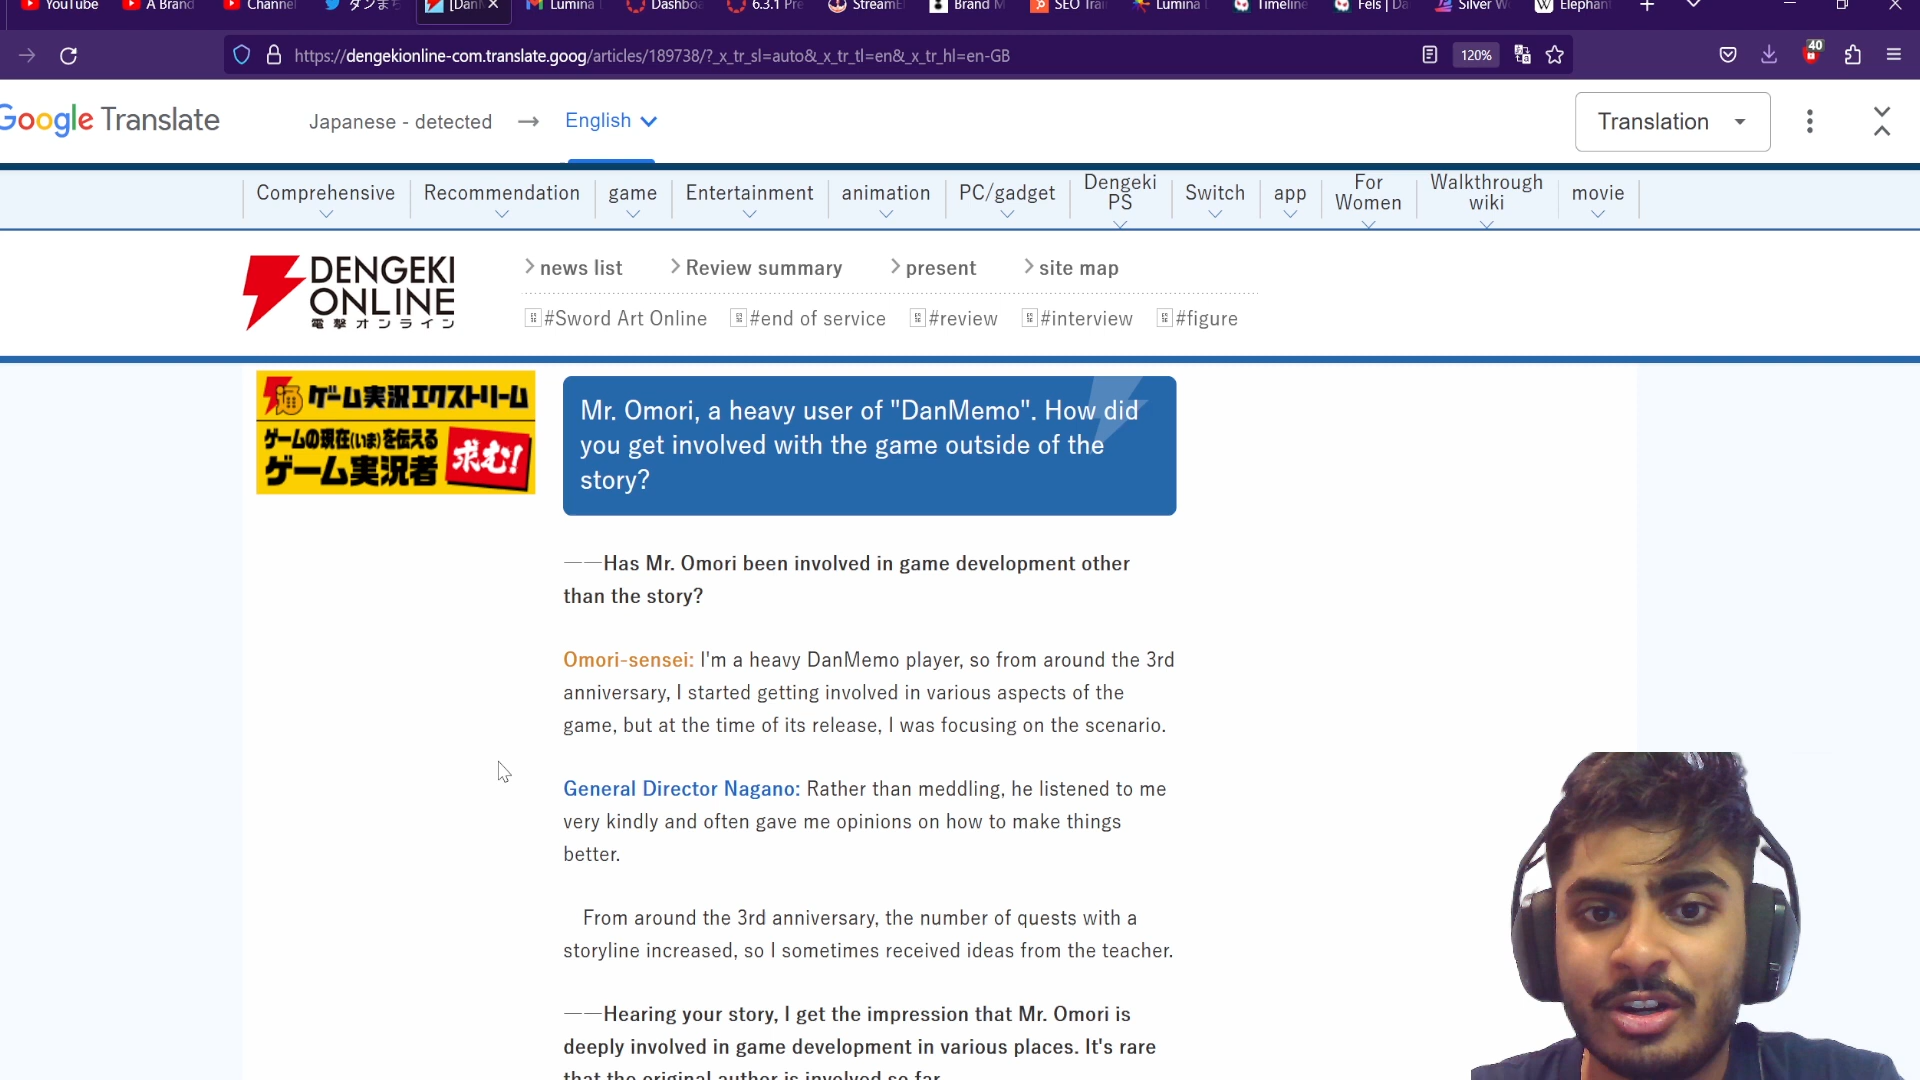 YouTube
A Brand
Channel
ダンまち
[DanM
Lumina
Dashboa
6.3.1 Pre
StreamEl
Brand M
SEO Trai
Lumina
Timeline
Fels | Da
Silver W
Elephant
https://dengekionline-com.translate.goog/articles/189738/?_x_tr_sl=auto&_x_tr_tl=en&_x_tr_hl=en-GB
120%
40
Google Translate
Japanese - detected
English
Translation
Comprehensive
Recommendation
game
Entertainment
animation
PC/gadget
Dengeki
PS
Switch
app
For
Women
Walkthrough
wiki
movie
DENGEKI
ONLINE
電撃オンライン
news list
Review summary
present
site map
#Sword Art Online
#end of service
#review
#interview
#figure
ゲーム実況エクストリーム
ゲームの現在(いま)を伝える
ゲーム実況者
求む!
Mr. Omori, a heavy user of "DanMemo". How did
you get involved with the game outside of the
story?
——Has Mr. Omori been involved in game development other
than the story?
Omori-sensei: I'm a heavy DanMemo player, so from around the 3rd
anniversary, I started getting involved in various aspects of the
game, but at the time of its release, I was focusing on the scenario.
General Director Nagano: Rather than meddling, he listened to me
very kindly and often gave me opinions on how to make things
better.
From around the 3rd anniversary, the number of quests with a
storyline increased, so I sometimes received ideas from the teacher.
——Hearing your story, I get the impression that Mr. Omori is
deeply involved in game development in various places. It's rare
that the original author is involved so far.